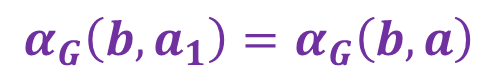 α_G(b, a_1) = α_G(b, a)